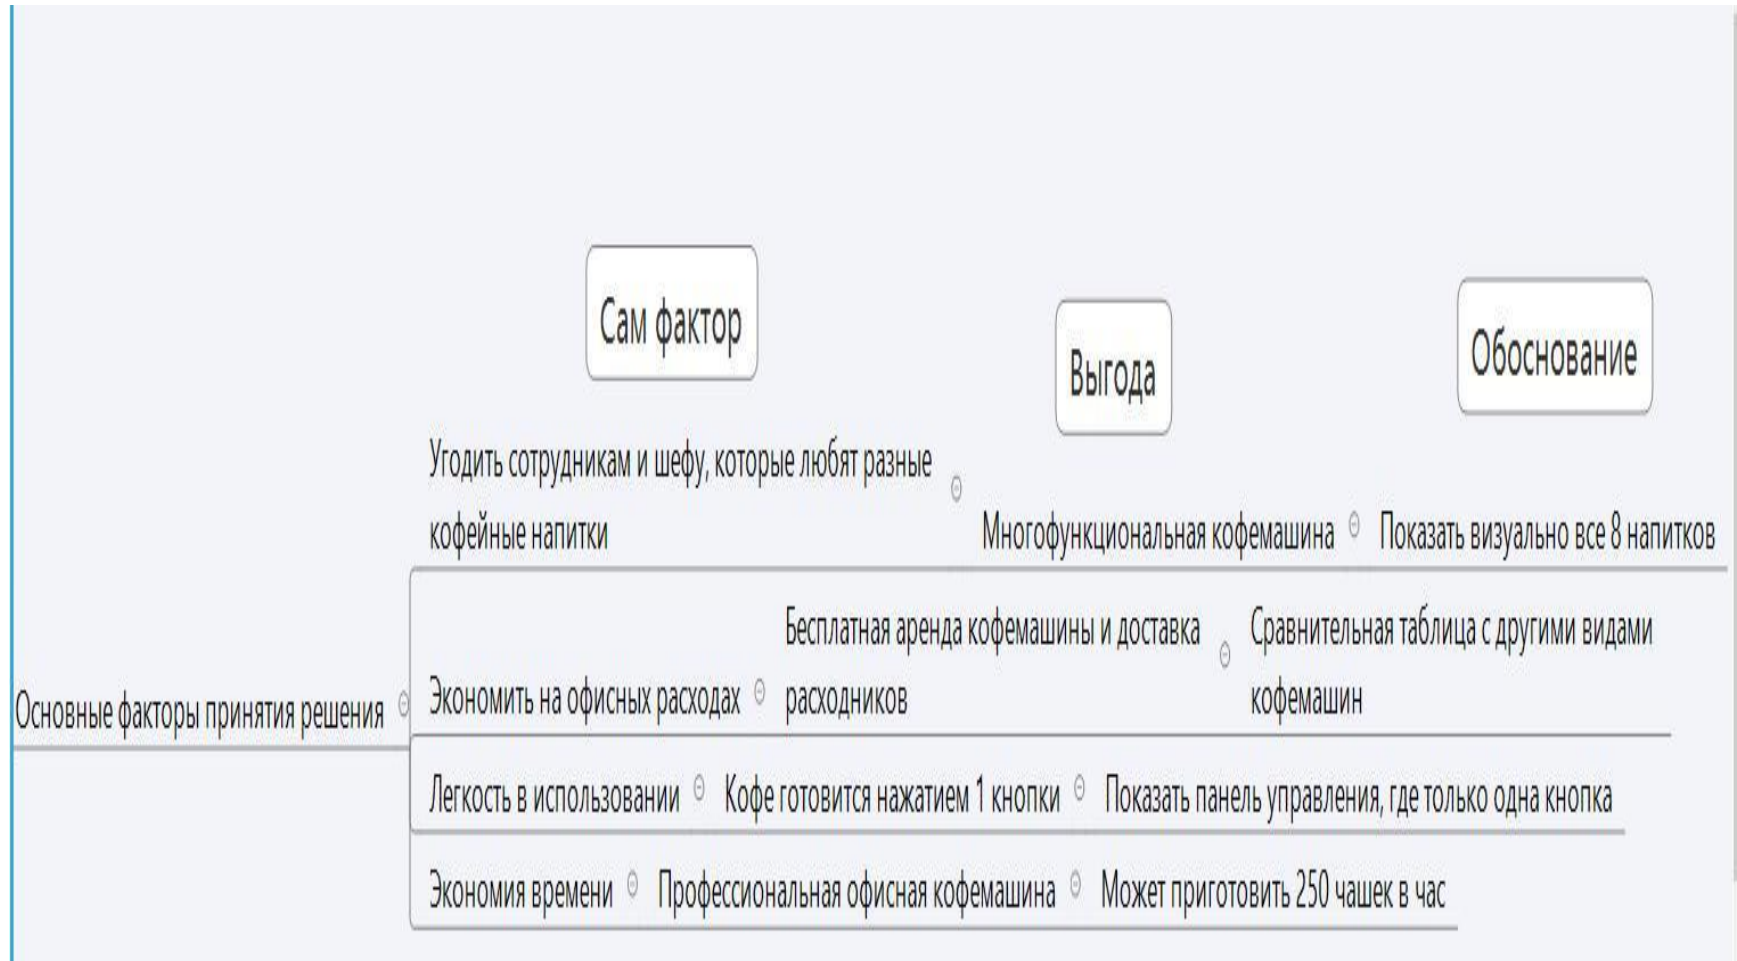 Сам фактор
Выгода
Обоснование
Угодить сотрудникам и шефу, которые любят разные
кофейные напитки
Многофункциональная кофемашина
Показать визуально все 8 напитков
Основные факторы принятия решения
Экономить на офисных расходах
Бесплатная аренда кофемашины и доставка
расходников
Сравнительная таблица с другими видами
кофемашин
Легкость в использовании
Кофе готовится нажатием 1 кнопки
Показать панель управления, где только одна кнопка
Экономия времени
Профессиональная офисная кофемашина
Может приготовить 250 чашек в час